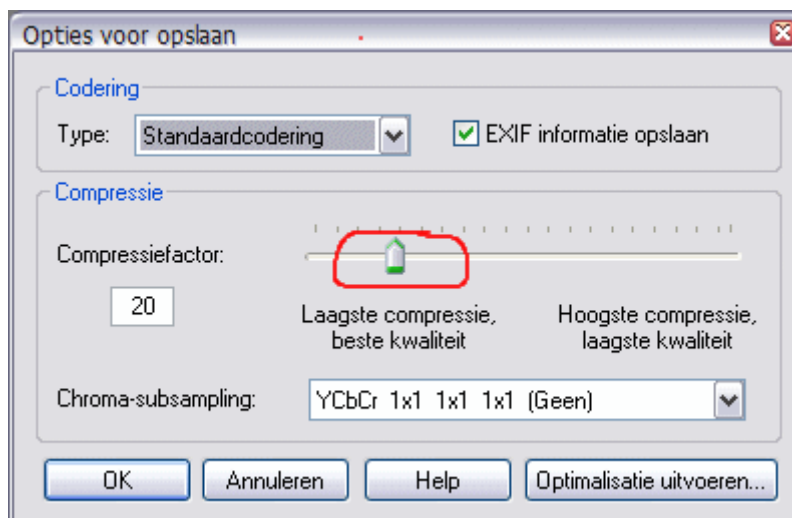 Opties voor opslaan
Codering
Type: Standaardcodering EXIF informatie opslaan
Compressie
Compressiefactor:
20
Laagste compressie, Hoogste compressie,
beste kwaliteit laagste kwaliteit
Chroma-subsampling: YCbCr 1x1 1x1 1x1 (Geen)
OK Annuleren Help Optimalisatie uitvoeren...